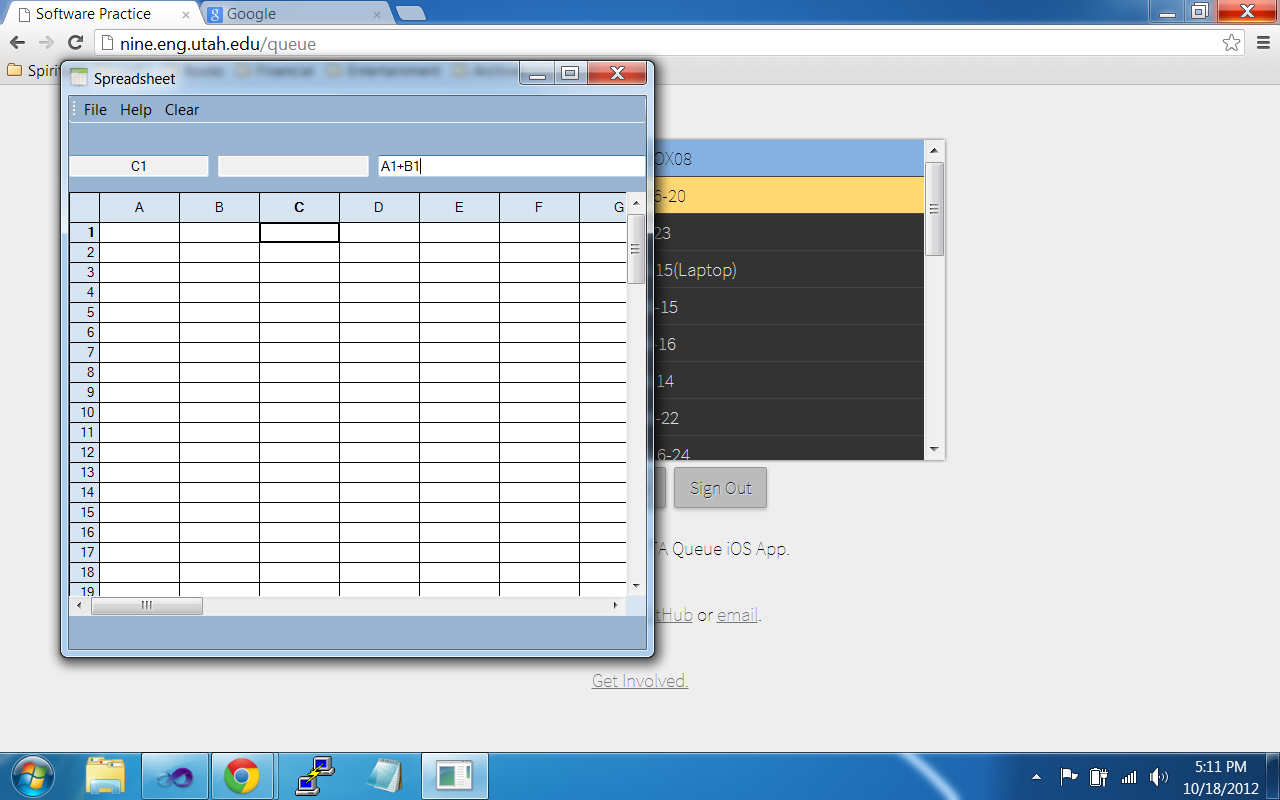 Software Practice
Google
nine.eng.utah.edu/queue
Spreadsheet
File Help Clear
C1
A1+B1
A B C D E F G
1
2
3
4
5
6
7
8
9
10
11
12
13
14
15
16
17
18
19
OX08
6-20
23
15(Laptop)
-15
-16
14
-22
6-24
Sign Out
TA Queue iOS App.
tHub or email.
Get Involved.
5:11 PM
10/18/2012